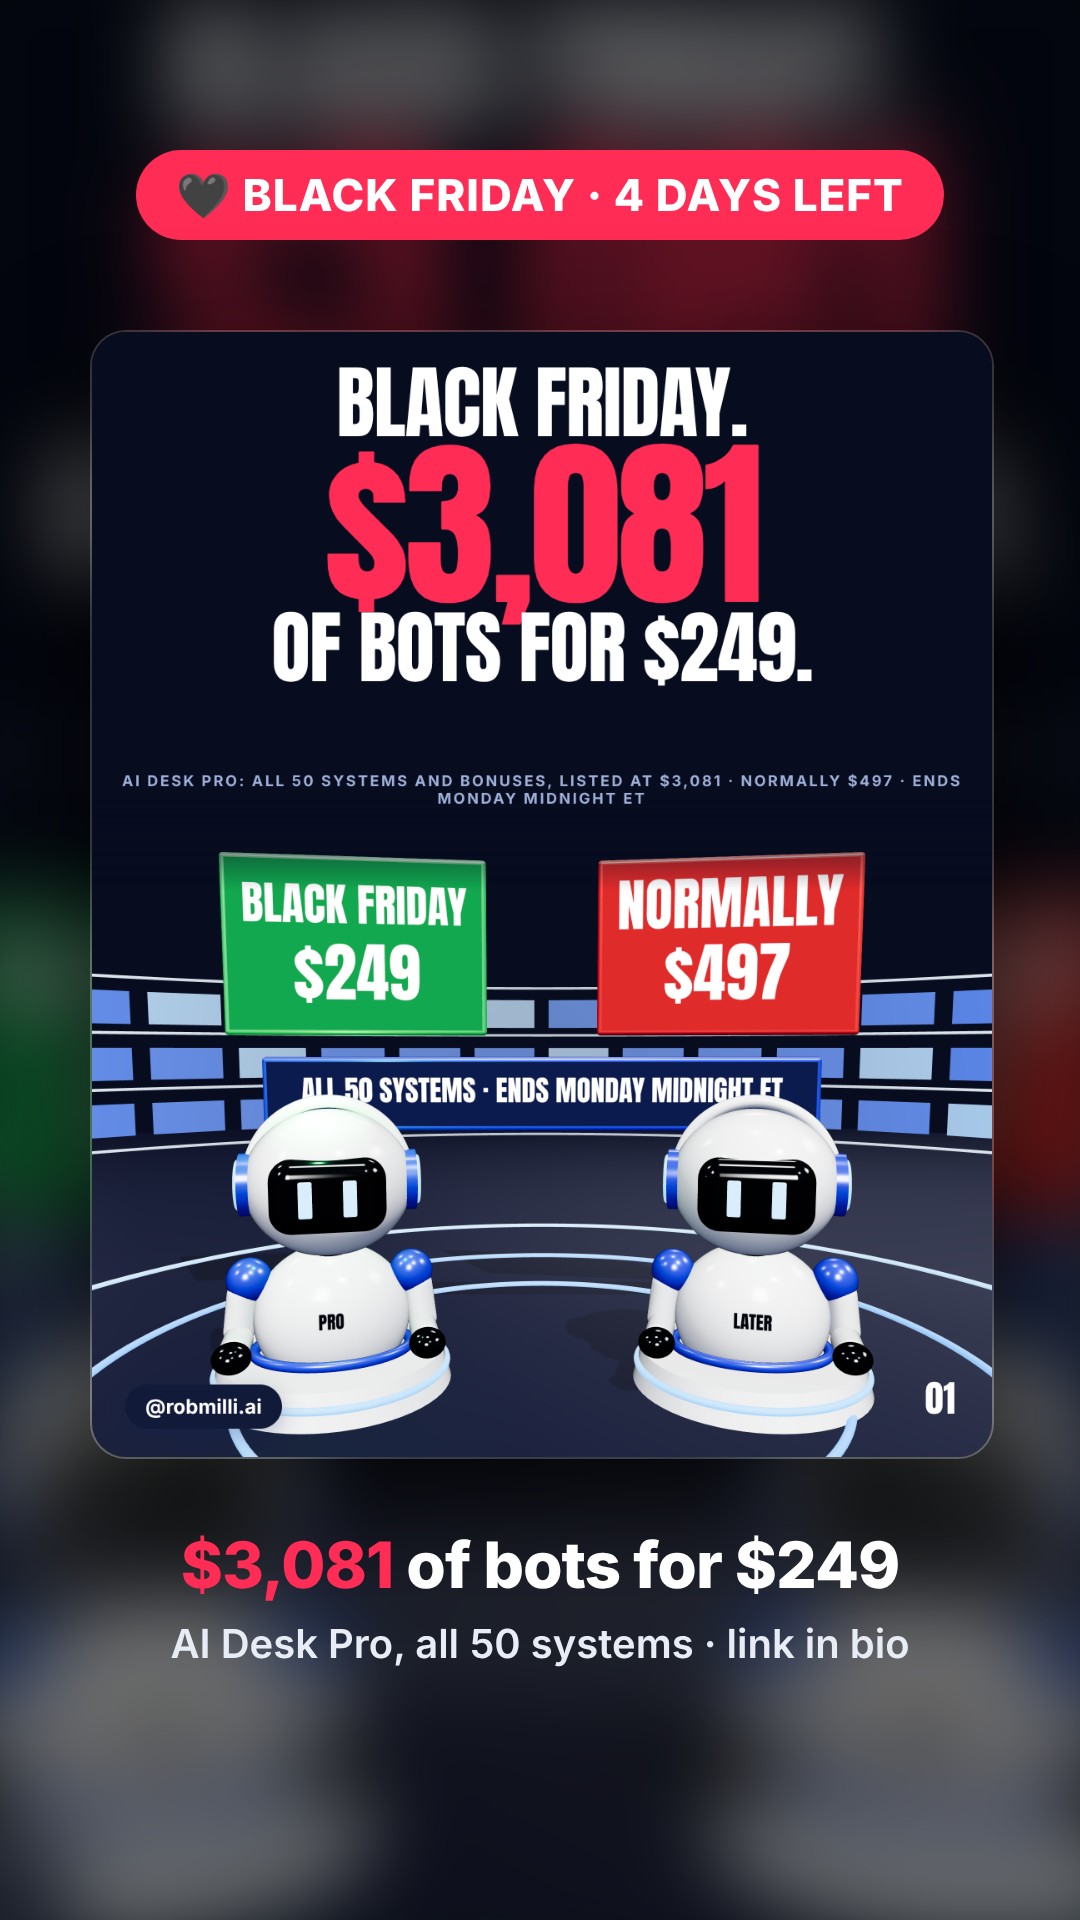 🖤 BLACK FRIDAY · 4 DAYS LEFT
BLACK FRIDAY.
$3,081
OF BOTS FOR $249.
AI DESK PRO: ALL 50 SYSTEMS AND BONUSES, LISTED AT $3,081 · NORMALLY $497 · ENDS
MONDAY MIDNIGHT ET
BLACK FRIDAY
$249
NORMALLY
$497
ALL 50 SYSTEMS · ENDS MONDAY MIDNIGHT ET
PRO
LATER
@robmilli.ai
01
$3,081 of bots for $249
AI Desk Pro, all 50 systems · link in bio